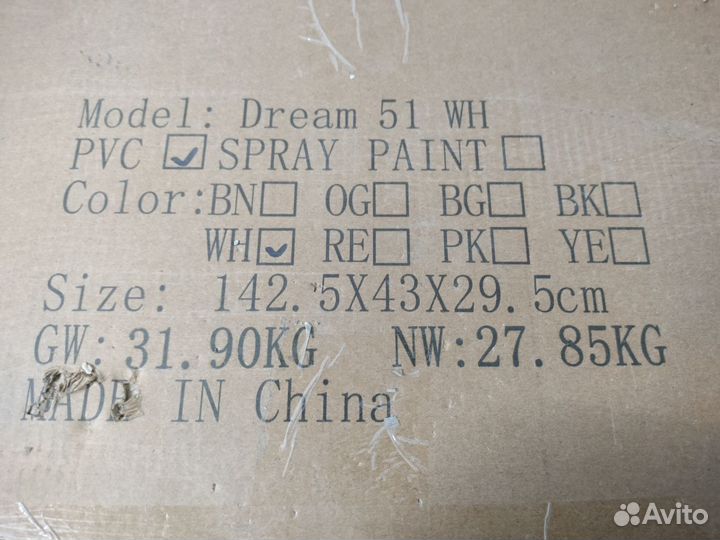 Model: Dream 51 WH
PVC ☑ SPRAY PAINT ☐
Color: BN ☐ OG ☐ BG ☐ BK ☐
WH ☑ RE ☐ PK ☐ YE ☐
Size: 142.5X43X29.5cm
GW: 31.90KG NW: 27.85KG
MADE IN China
Avito